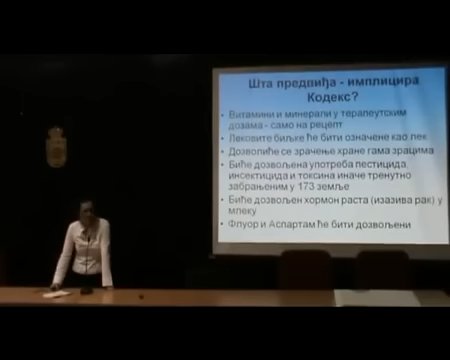 Шта предвиђа - имплицира
Кодекс?
• Витамини и минерали у терапеутским
дозама - само на рецепт
• Лековите биљке ће бити означене као лек
• Дозволиће се зрачење хране гама зрацима
• Биће дозвољена употреба пестицида,
инсектицида и токсина иначе тренутно
забрањеним у 173 земље
• Биће дозвољен хормон раста (изазива рак) у
млеку
• Флуор и Аспартам ће бити дозвољени